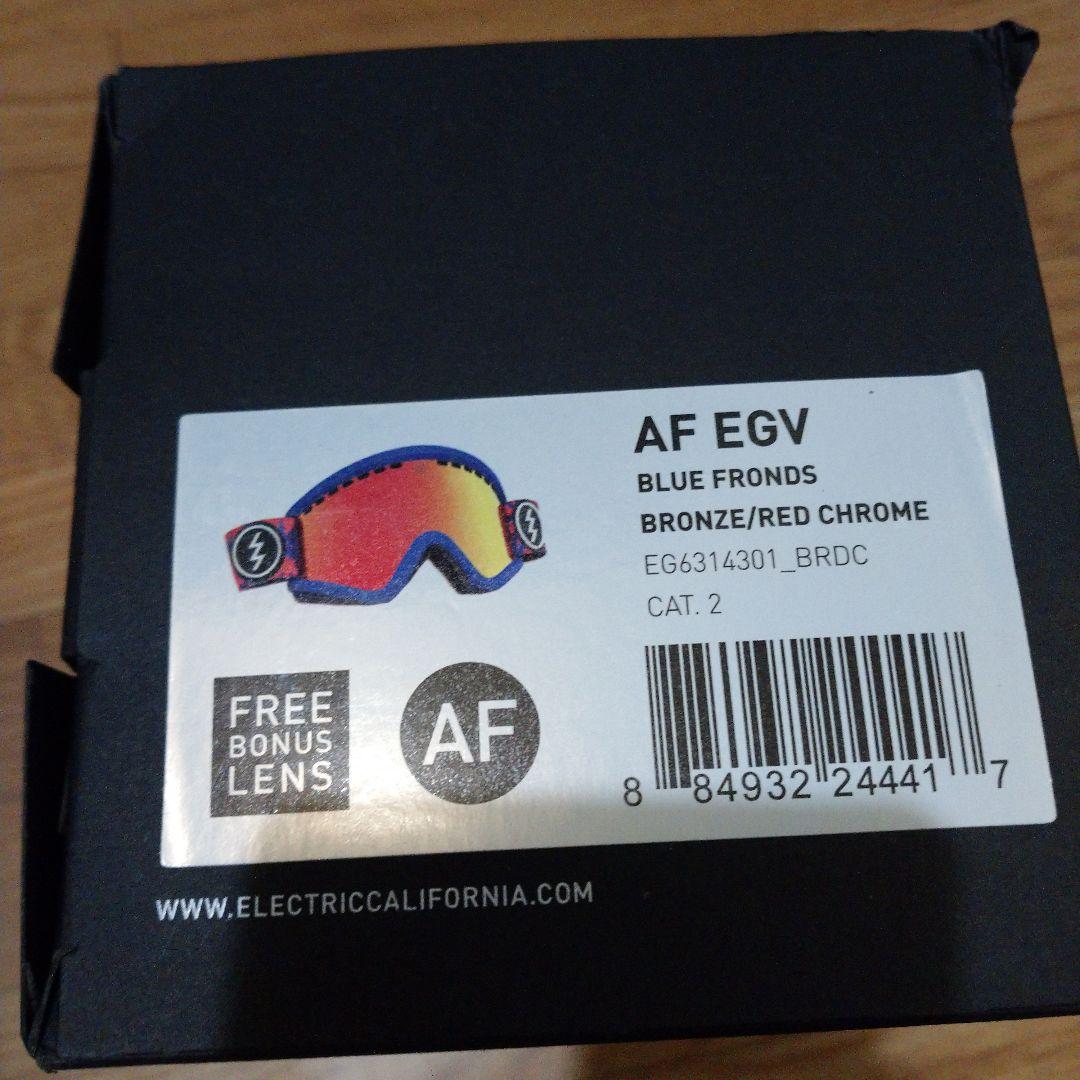 AF EGV
BLUE FRONDS
BRONZE/RED CHROME
EG6314301_BRDC
CAT. 2
FREE
BONUS
LENS
AF
8 84932 24441 7
WWW.ELECTRICCALIFORNIA.COM